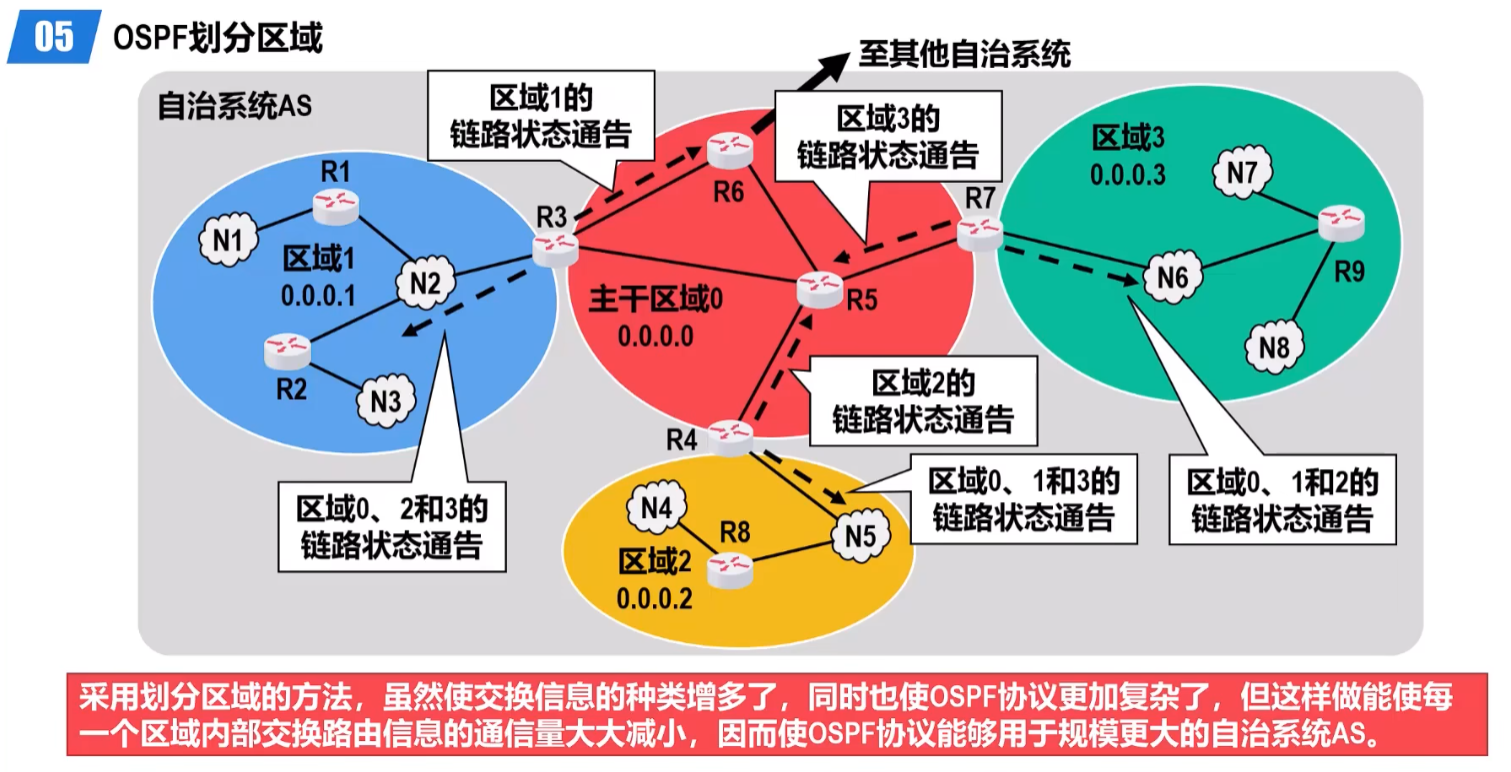 05 OSPF划分区域
至其他自治系统
自治系统AS
区域1的
链路状态通告
区域3的
链路状态通告
区域3
0.0.0.3
N7
R1
R6
R7
R3
N1
区域1
0.0.0.1
N2
N6
R9
主干区域0
0.0.0.0
R5
N8
R2
N3
区域2的
链路状态通告
R4
区域0、2和3的
链路状态通告
区域0、1和3的
链路状态通告
区域0、1和2的
链路状态通告
N4
R8
N5
区域2
0.0.0.2
采用划分区域的方法，虽然使交换信息的种类增多了，同时也使OSPF协议更加复杂了，但这样做能使每
一个区域内部交换路由信息的通信量大大减小，因而使OSPF协议能够用于规模更大的自治系统AS。